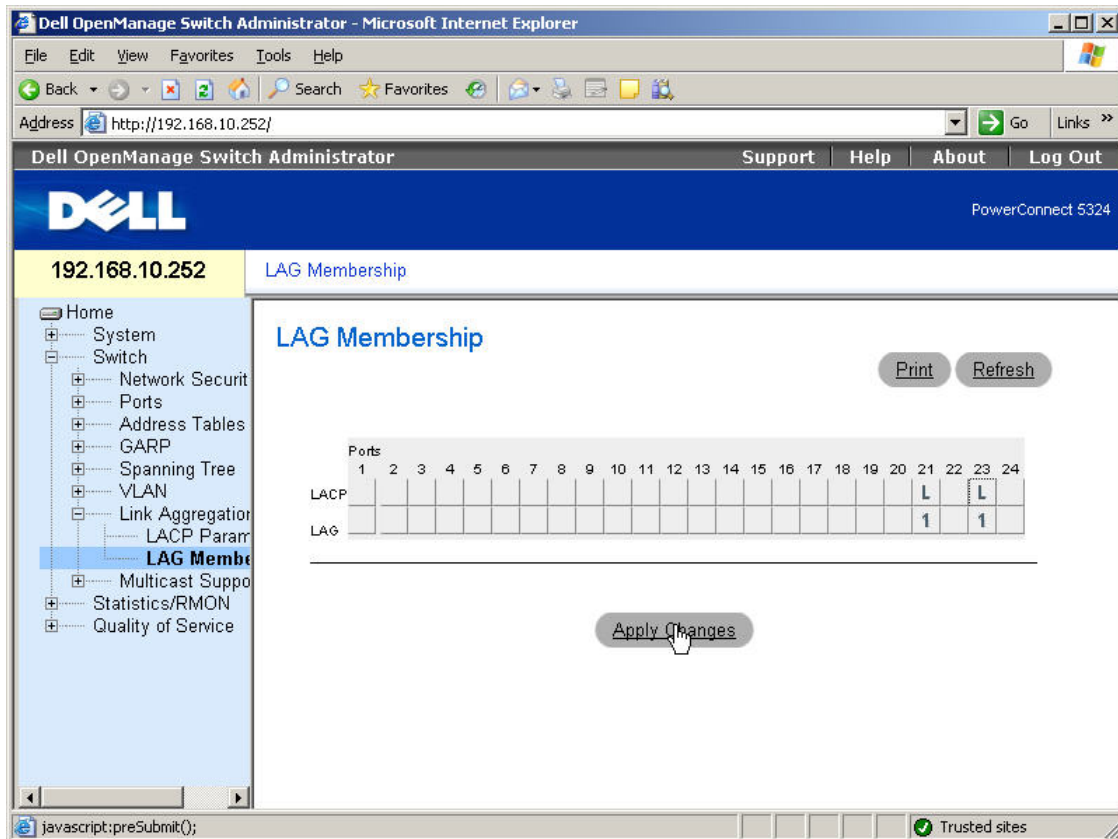 Dell OpenManage Switch Administrator - Microsoft Internet Explorer
File Edit View Favorites Tools Help
Back Search Favorites
Address http://192.168.10.252/ Go Links »
Dell OpenManage Switch Administrator Support Help About Log Out
DELL PowerConnect 5324
192.168.10.252 LAG Membership
Home
System
Switch
Network Securit
Ports
Address Tables
GARP
Spanning Tree
VLAN
Link Aggregation
LACP Param
LAG Membe
Multicast Suppo
Statistics/RMON
Quality of Service
LAG Membership
Print Refresh
Ports
1 2 3 4 5 6 7 8 9 10 11 12 13 14 15 16 17 18 19 20 21 22 23 24
LACP L L
LAG 1 1
Apply Changes
javascript:preSubmit(); Trusted sites